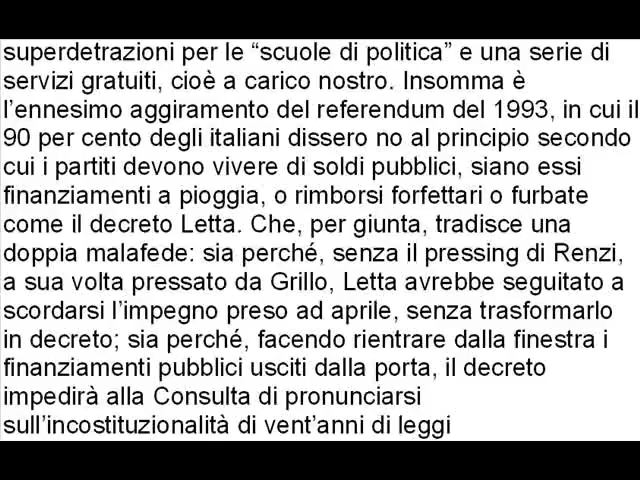 superdetrazioni per le “scuole di politica” e una serie di
servizi gratuiti, cioè a carico nostro. Insomma è
l’ennesimo aggiramento del referendum del 1993, in cui il
90 per cento degli italiani dissero no al principio secondo
cui i partiti devono vivere di soldi pubblici, siano essi
finanziamenti a pioggia, o rimborsi forfettari o furbate
come il decreto Letta. Che, per giunta, tradisce una
doppia malafede: sia perché, senza il pressing di Renzi,
a sua volta pressato da Grillo, Letta avrebbe seguitato a
scordarsi l’impegno preso ad aprile, senza trasformarlo
in decreto; sia perché, facendo rientrare dalla finestra i
finanziamenti pubblici usciti dalla porta, il decreto
impedirà alla Consulta di pronunciarsi
sull’incostituzionalità di vent’anni di leggi